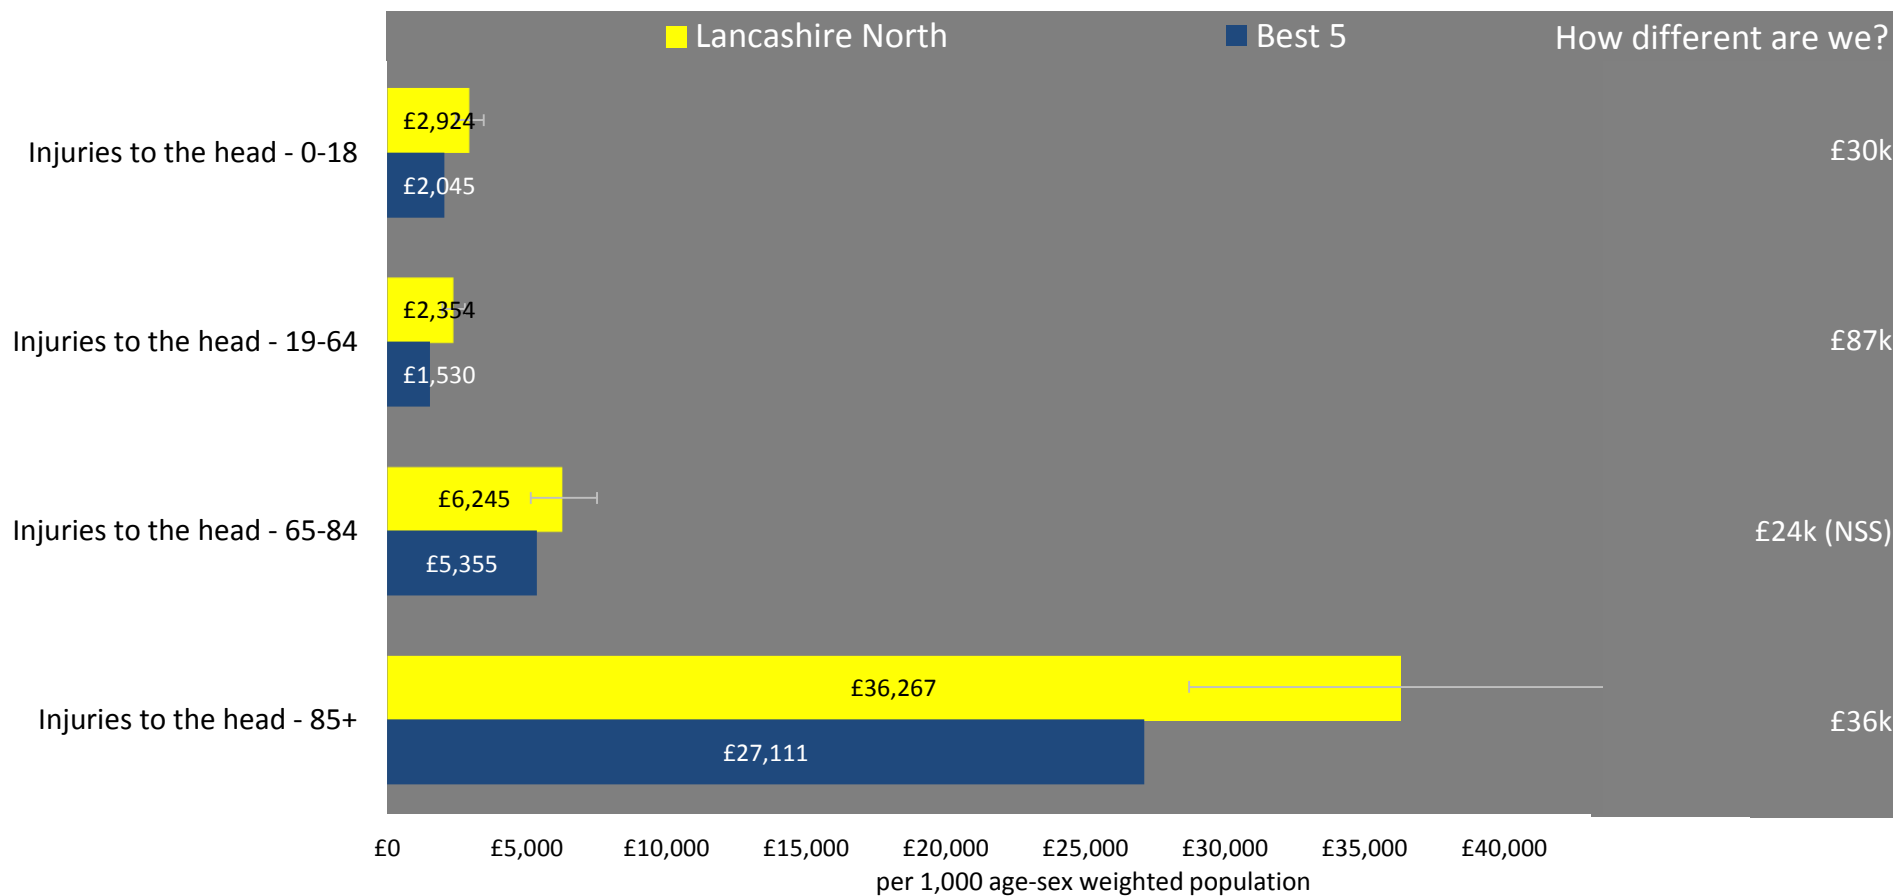 Lancashire North Best 5 How different are we?
Injuries to the head - 0-18 £2,924 £2,045 £30k
Injuries to the head - 19-64 £2,354 £1,530 £87k
Injuries to the head - 65-84 £6,245 £5,355 £24k (NSS)
Injuries to the head - 85+ £36,267 £27,111 £36k
£0 £5,000 £10,000 £15,000 £20,000 £25,000 £30,000 £35,000 £40,000
per 1,000 age-sex weighted population